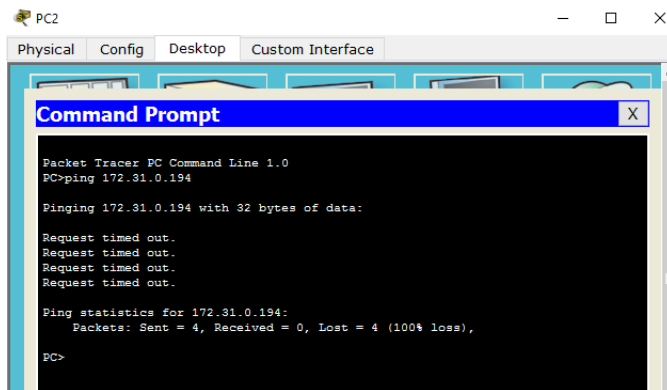 PC2
Physical Config Desktop Custom Interface
Command Prompt
X
Packet Tracer PC Command Line 1.0
PC>ping 172.31.0.194
Pinging 172.31.0.194 with 32 bytes of data:
Request timed out.
Request timed out.
Request timed out.
Request timed out.
Ping statistics for 172.31.0.194:
Packets: Sent = 4, Received = 0, Lost = 4 (100% loss),
PC>